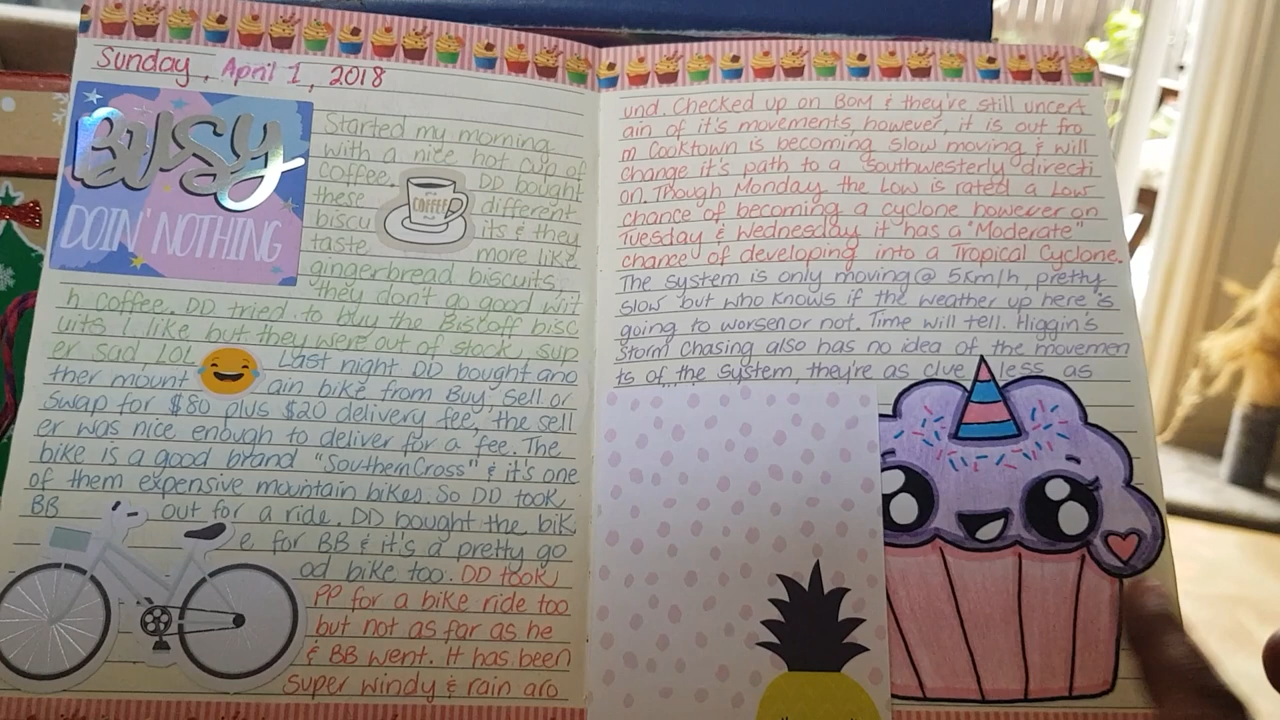 Sunday, April 1, 2018
BUSY
DOIN' NOTHING
Started my morning
with a nice hot cup of
coffee. DD bought
these different
biscu its & they
taste more like
gingerbread biscuits,
they don't go good wit
h coffee. DD tried to buy the Biscoff bisc
uits I like but they were out of stock, sup
er sad LOL Last night DD bought ano
ther mount ain bike from Buy Sell or
Swap for $80 plus $20 delivery fee, the sell
er was nice enough to deliver for a fee. The
bike is a good brand "Southern Cross" & it's one
of them expensive mountain bikes. So DD took
BB out for a ride. DD bought the bik
e for BB & it's a pretty go
od bike too. DD took
PP for a bike ride too
but not as far as he
& BB went. It has been
super windy & rain aro
COFFEE
und. Checked up on BOM & they've still uncert
ain of it's movements however, it is out fro
m Cooktown is becoming slow moving & will
change it's path to a southwesterly directi
on. Though Monday the Low is rated a Low
chance of becoming a cyclone however on
Tuesday & Wednesday it has a "Moderate"
chance of developing into a Tropical Cyclone.
The system is only moving @ 5km/h, pretty
slow but who knows if the weather up here is
going to worsen or not. Time will tell. Higgin's
Storm Chasing also has no idea of the movemen
ts of the system, they're as clue less as